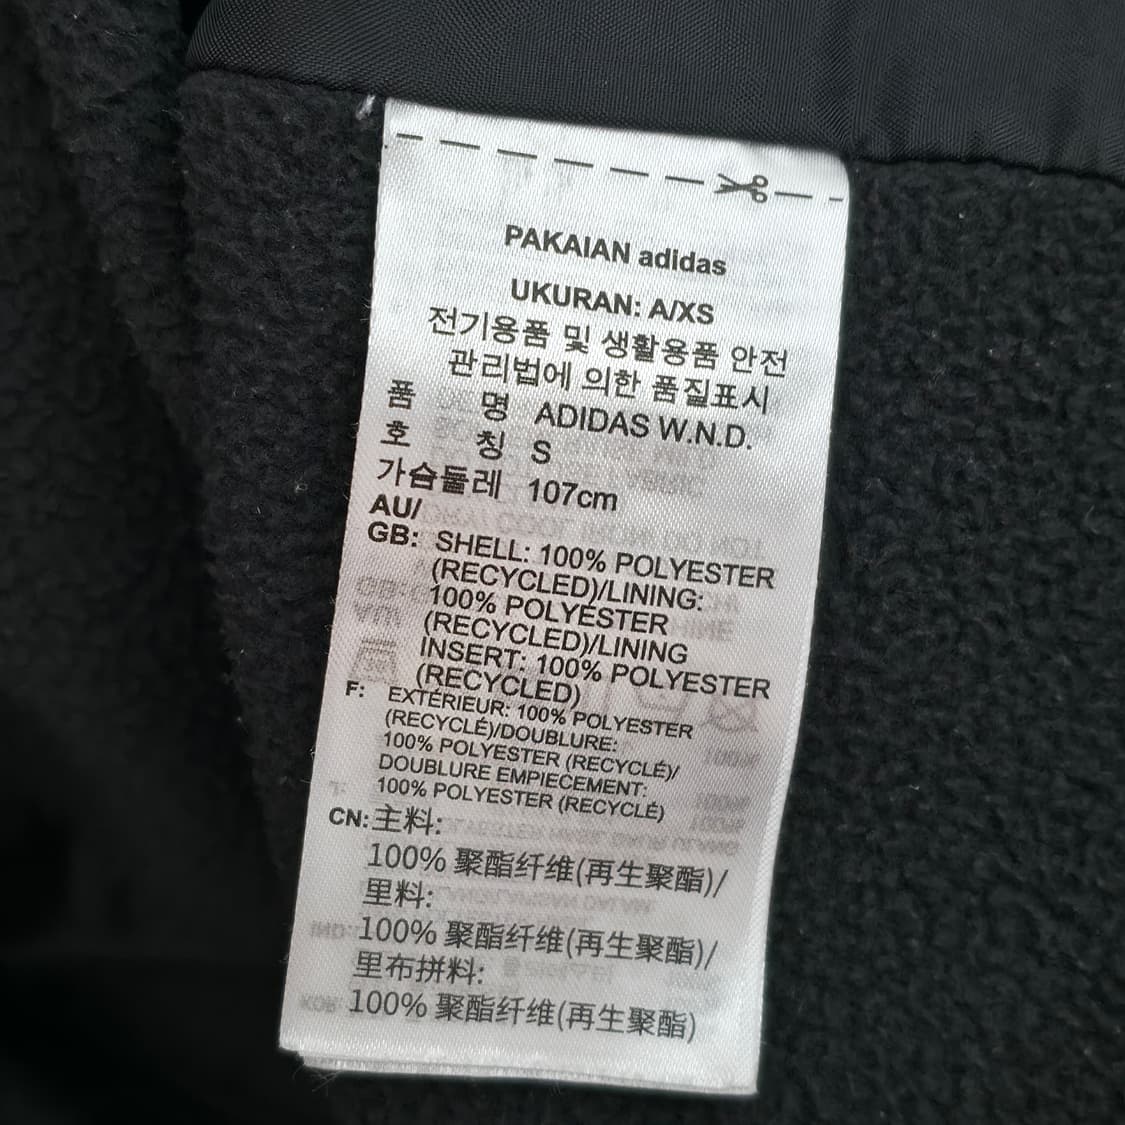 PAKAIAN adidas
UKURAN: A/XS
전기용품 및 생활용품 안전
관리법에 의한 품질표시
품 명 ADIDAS W.N.D.
호 칭 S
가슴둘레 107cm
AU/
GB: SHELL: 100% POLYESTER
(RECYCLED)/LINING:
100% POLYESTER
(RECYCLED)/LINING
INSERT: 100% POLYESTER
(RECYCLED)
F: EXTÉRIEUR: 100% POLYESTER
(RECYCLÉ)/DOUBLURE:
100% POLYESTER (RECYCLÉ)/
DOUBLURE EMPIECEMENT:
100% POLYESTER (RECYCLÉ)
CN: 主料:
100% 聚酯纤维(再生聚酯)/
里料:
100% 聚酯纤维(再生聚酯)/
里布拼料:
100% 聚酯纤维(再生聚酯)